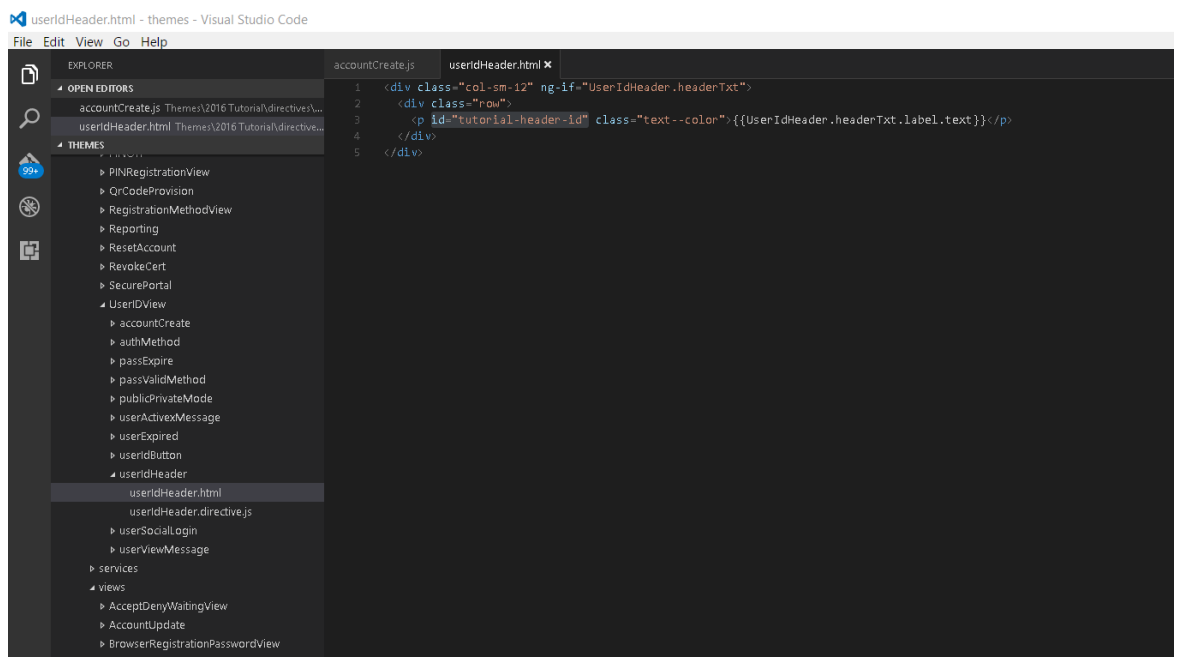 userIdHeader.html - themes - Visual Studio Code
File Edit View Go Help
EXPLORER
OPEN EDITORS
accountCreate.js Themes\2016 Tutorial\directives\...
userIdHeader.html Themes\2016 Tutorial\directive...
THEMES
99+
PINRegistrationView
QrCodeProvision
RegistrationMethodView
Reporting
ResetAccount
RevokeCert
SecurePortal
UserIDView
accountCreate
authMethod
passExpire
passValidMethod
publicPrivateMode
userActivexMessage
userExpired
userIdButton
userIdHeader
userIdHeader.html
userIdHeader.directive.js
userSocialLogin
userViewMessage
services
views
AcceptDenyWaitingView
AccountUpdate
BrowserRegistrationPasswordView
accountCreate.js userIdHeader.html
1 <div class="col-sm-12" ng-if="UserIdHeader.headerTxt">
2 <div class="row">
3 <p id="tutorial-header-id" class="text--color">{{UserIdHeader.headerTxt.label.text}}</p>
4 </div>
5 </div>